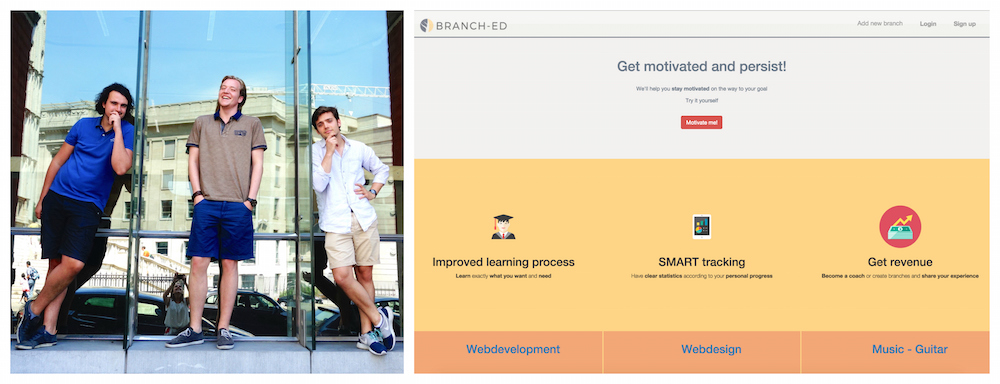 BRANCH-ED
Add new branch Login Sign up
Get motivated and persist!
We'll help you stay motivated on the way to your goal
Try it yourself
Motivate me!
Improved learning process
Learn exactly what you want and need
SMART tracking
Have clear statistics according to your personal progress
Get revenue
Become a coach or create branches and share your experience
Webdevelopment
Webdesign
Music - Guitar